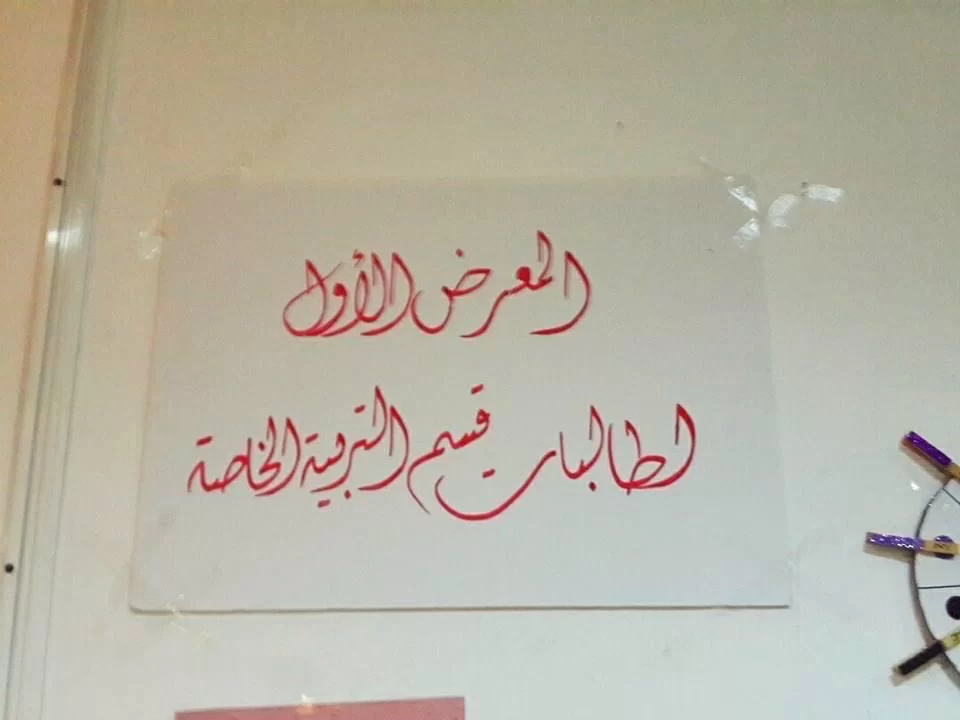 المعرض الأول
لطالبات قسم التربية الخاصة